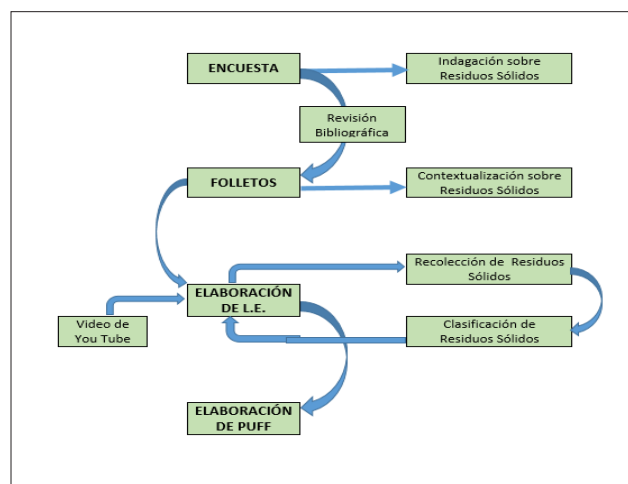 ENCUESTA
Indagación sobre
Residuos Sólidos
Revisión
Bibliográfica
FOLLETOS
Contextualización sobre
Residuos Sólidos
Recolección de Residuos
Sólidos
ELABORACIÓN
DE L.E.
Video de
You Tube
Clasificación de
Residuos Sólidos
ELABORACIÓN
DE PUFF